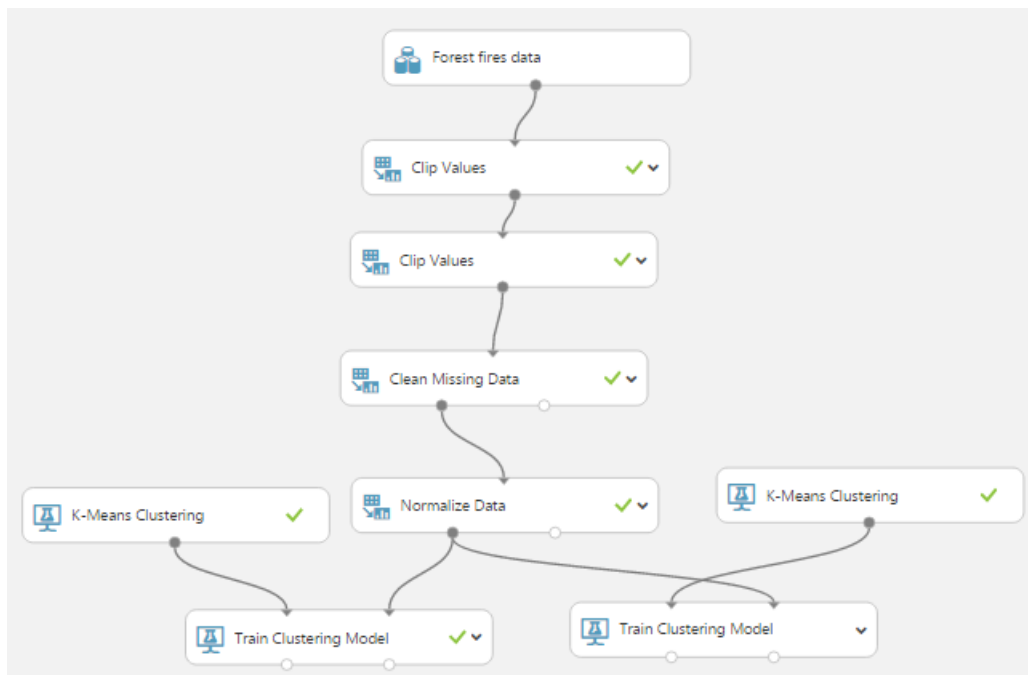 Forest fires data
Clip Values
Clip Values
Clean Missing Data
K-Means Clustering
Normalize Data
K-Means Clustering
Train Clustering Model
Train Clustering Model